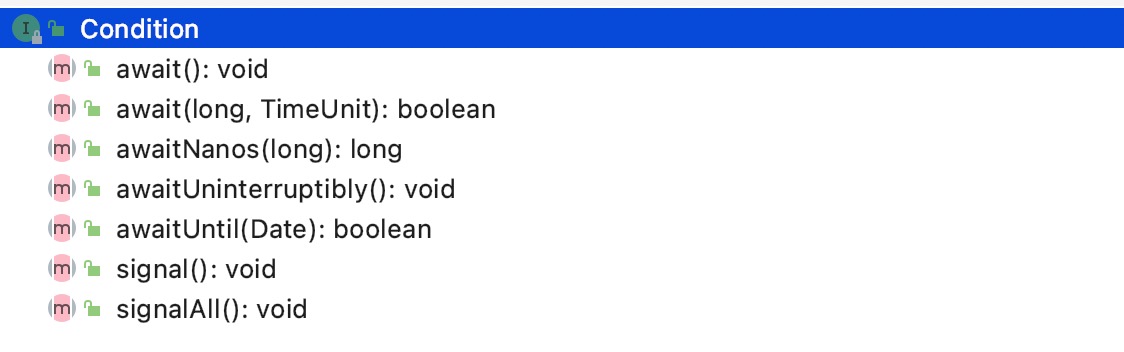 I Condition
m await(): void
m await(long, TimeUnit): boolean
m awaitNanos(long): long
m awaitUninterruptibly(): void
m awaitUntil(Date): boolean
m signal(): void
m signalAll(): void